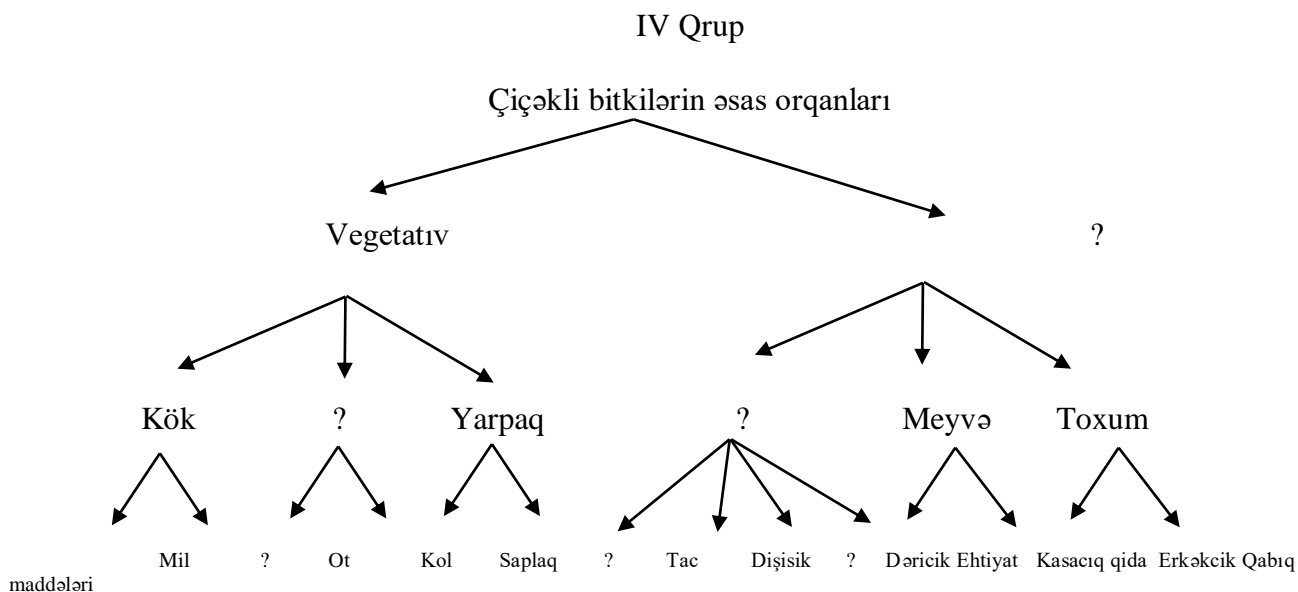 IV Qrup
Çiçəkli bitkilərin əsas orqanları
Vegetatıv ?
Kök ? Yarpaq ? Meyvə Toxum
Mil ? Ot Kol Saplaq ? Tac Dişisik ? Dəricik Ehtiyat Kasacıq qida Erkəkcik Qabıq
maddələri